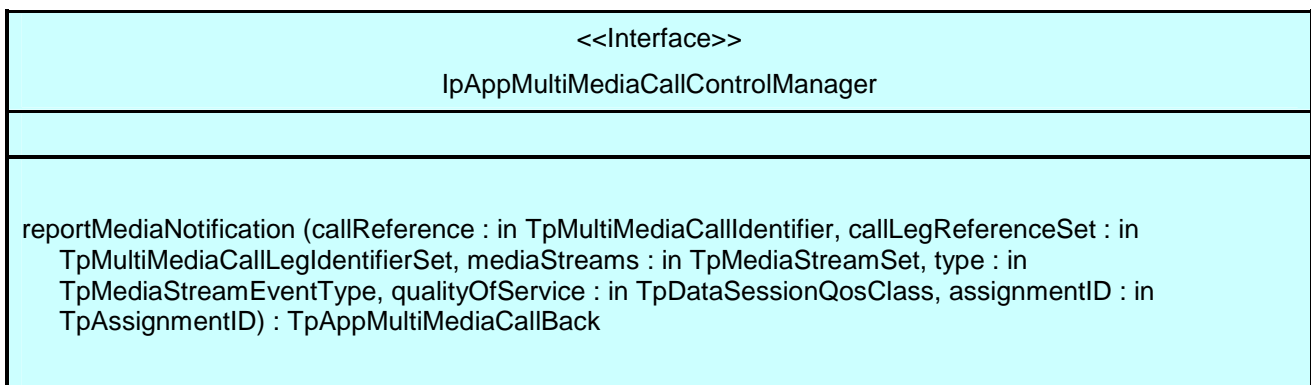 <<Interface>>
IpAppMultiMediaCallControlManager
reportMediaNotification (callReference : in TpMultiMediaCallIdentifier, callLegReferenceSet : in
TpMultiMediaCallLegIdentifierSet, mediaStreams : in TpMediaStreamSet, type : in
TpMediaStreamEventType, qualityOfService : in TpDataSessionQosClass, assignmentID : in
TpAssignmentID) : TpAppMultiMediaCallBack